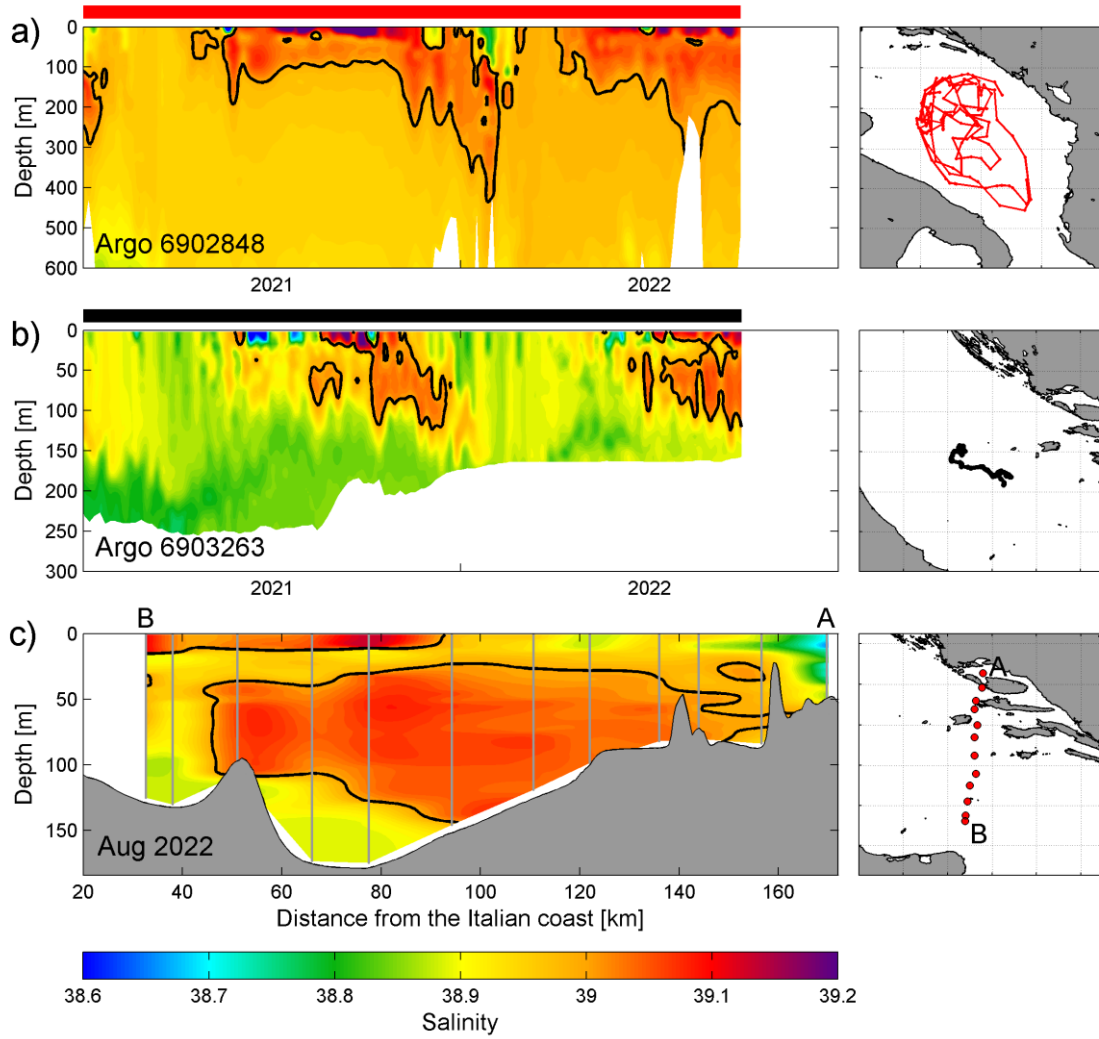 a)
0
100
200
300
400
500
600
Depth [m]
Argo 6902848
2021 2022
b)
0
50
100
150
200
250
300
Depth [m]
Argo 6903263
2021 2022
c)
B A
0
50
100
150
Depth [m]
Aug 2022
20 40 60 80 100 120 140 160
Distance from the Italian coast [km]
A
B
38.6 38.7 38.8 38.9 39 39.1 39.2
Salinity